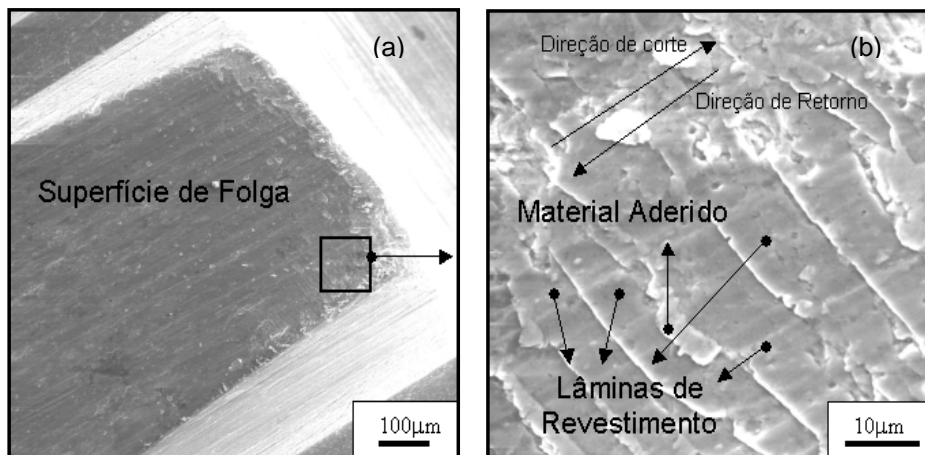 (a)
Superfície de Folga
100µm
(b)
Direção de corte
Direção de Retorno
Material Aderido
Lâminas de
Revestimento
10µm